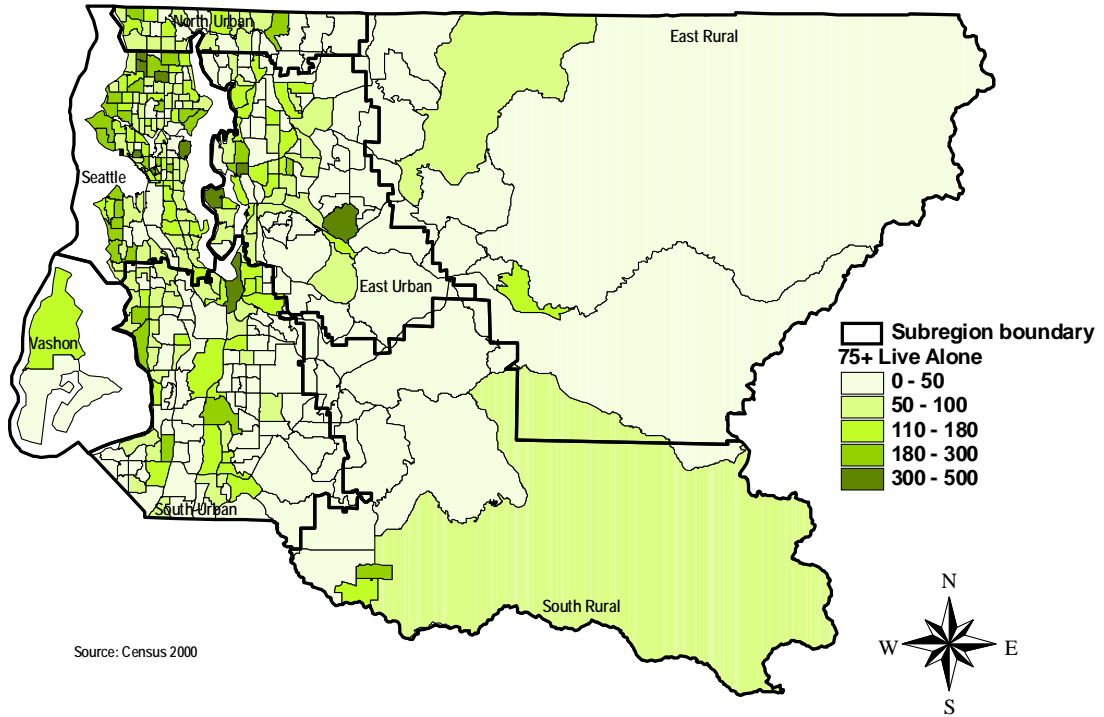 North Urban
East Rural
Seattle
East Urban
Vashon
Subregion boundary
75+ Live Alone
0 - 50
50 - 100
110 - 180
180 - 300
300 - 500
South Urban
South Rural
Source: Census 2000
N
W E
S